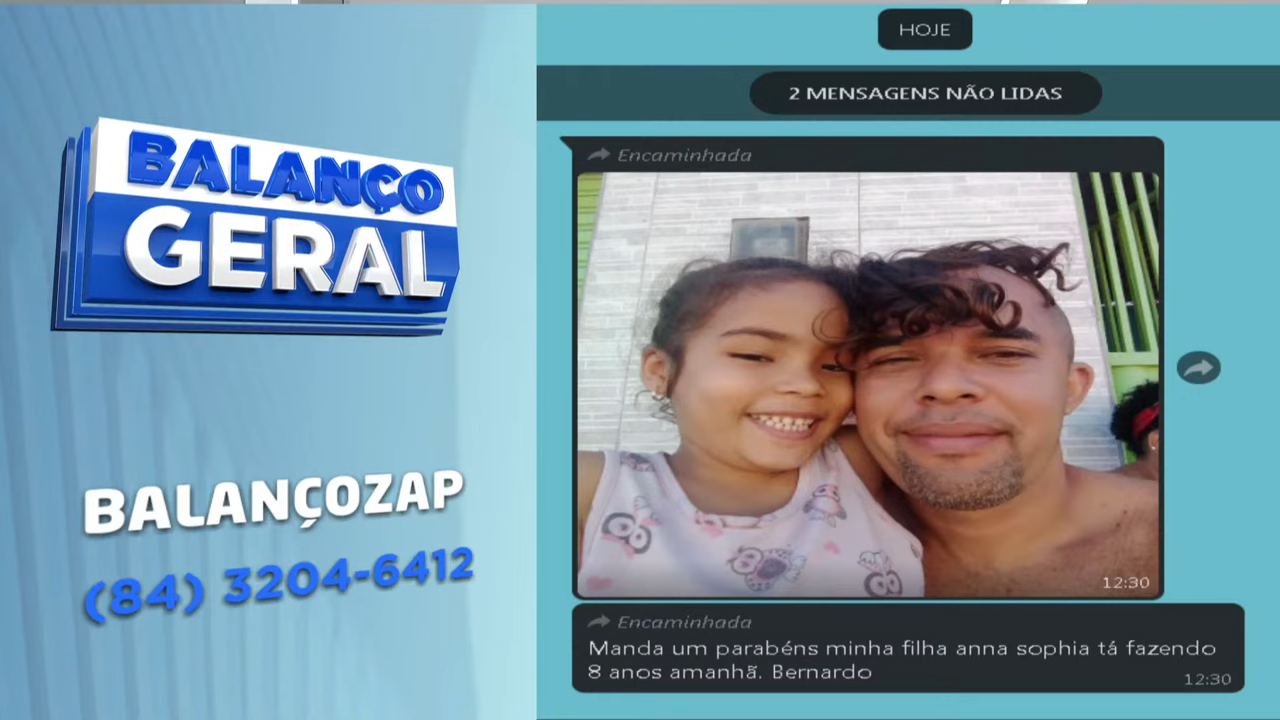 BALANÇO
GERAL
BALANÇOZAP
(84) 3204-6412
HOJE
2 MENSAGENS NÃO LIDAS
Encaminhada
12:30
Encaminhada
Manda um parabéns minha filha anna sophia tá fazendo
8 anos amanhã. Bernardo
12:30